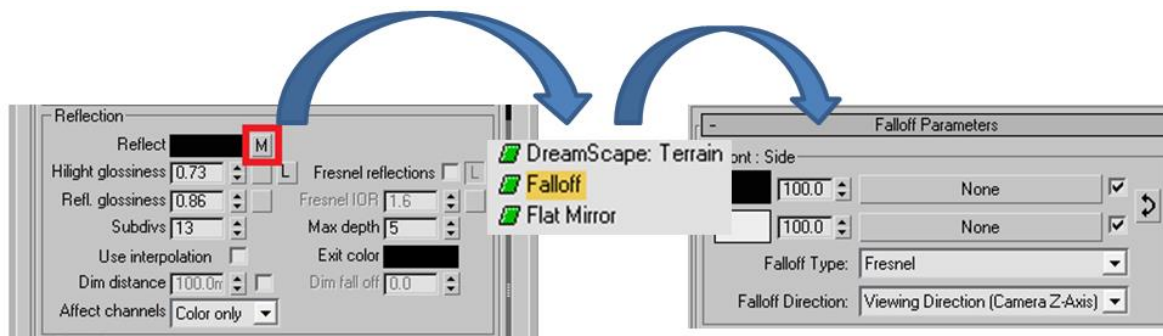 Reflection
Reflect M
Hilight glossiness 0.73 L Fresnel reflections L
Refl. glossiness 0.86 Fresnel IOR 1.6
Subdivs 13 Max depth 5
Use interpolation Exit color
Dim distance 100.0m Dim fall off 0.0
Affect channels Color only
DreamScape: Terrain
Falloff
Flat Mirror
- Falloff Parameters
ont : Side
100.0 None
100.0 None
Falloff Type: Fresnel
Falloff Direction: Viewing Direction (Camera Z-Axis)